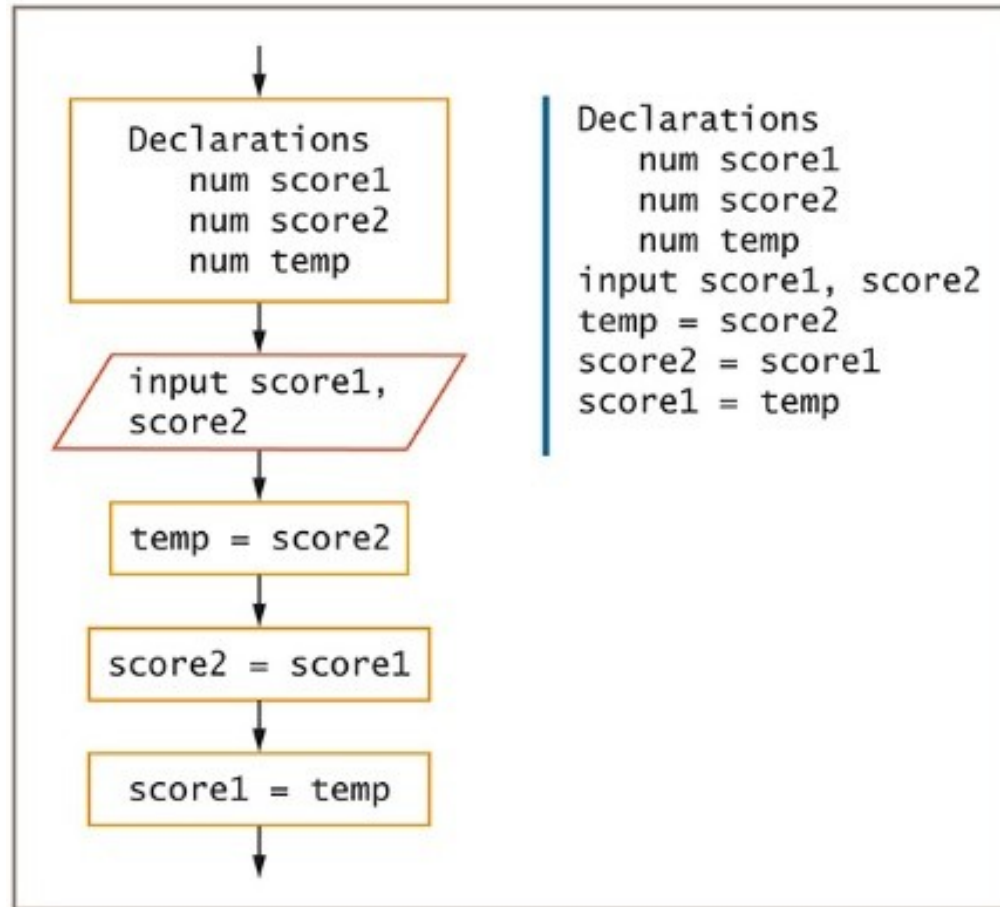 Declarations
num score1
num score2
num temp
input score1,
score2
temp = score2
score2 = score1
score1 = temp
Declarations
num score1
num score2
num temp
input score1, score2
temp = score2
score2 = score1
score1 = temp